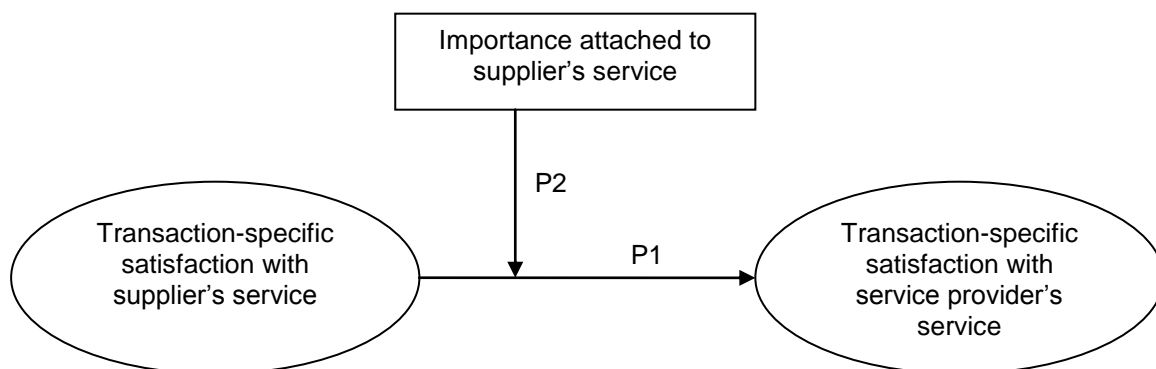 Importance attached to
supplier’s service
P2
P1
Transaction-specific
satisfaction with
supplier’s service
Transaction-specific
satisfaction with
service provider’s
service